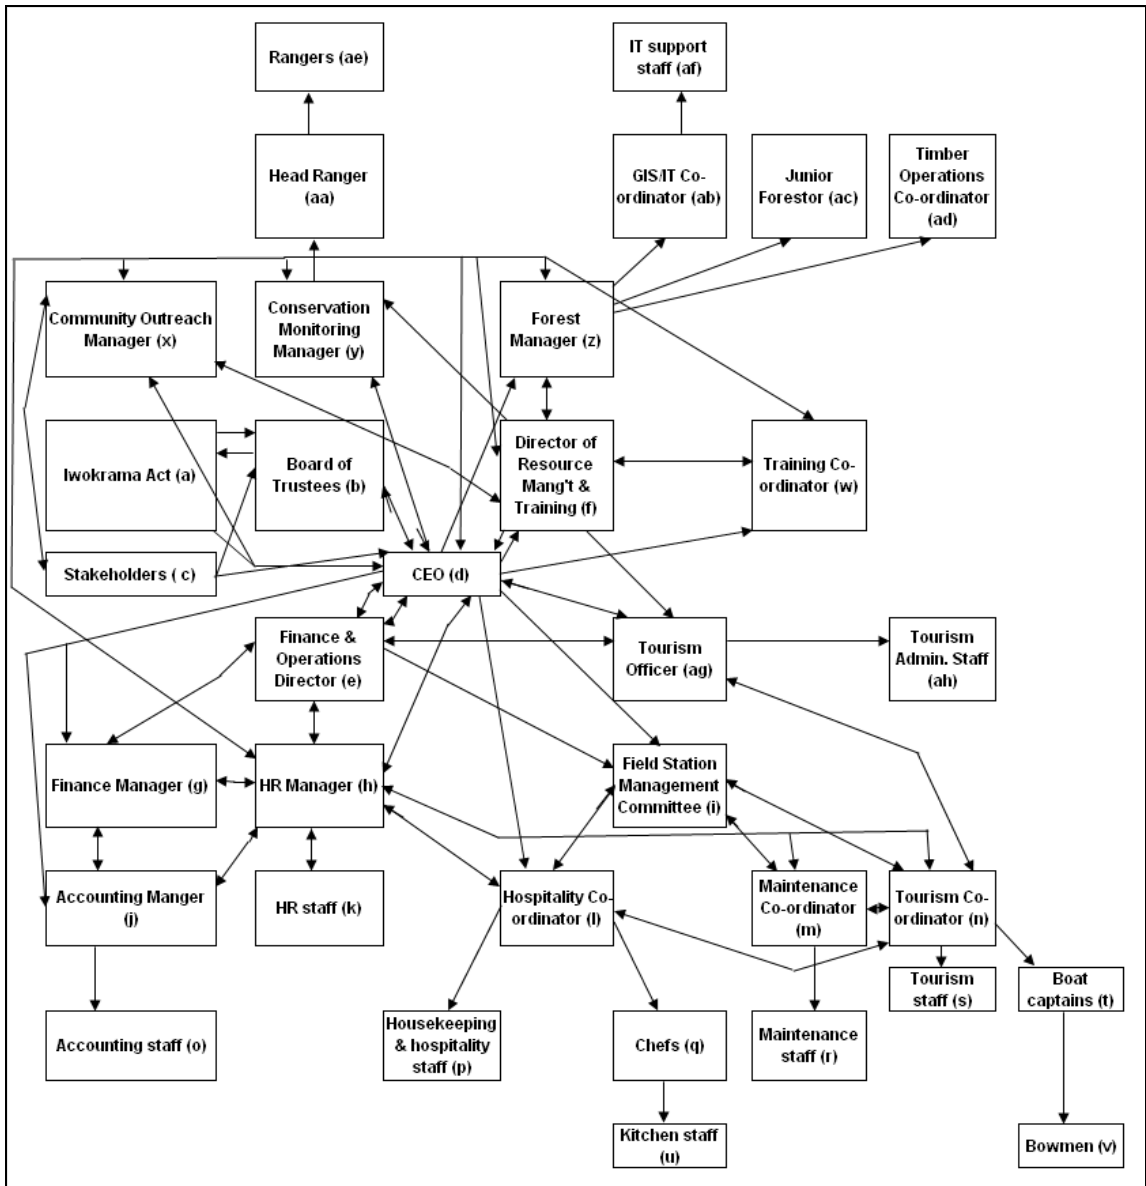 Rangers (ae)
IT support
staff (af)
Head Ranger
(aa)
GIS/IT Co-
ordinator (ab)
Junior
Forestor (ac)
Timber
Operations
Co-ordinator
(ad)
Community Outreach
Manager (x)
Conservation
Monitoring
Manager (y)
Forest
Manager (z)
Iwokrama Act (a)
Board of
Trustees (b)
Director of
Resource
Mang't &
Training (f)
Training Co-
ordinator (w)
Stakeholders ( c)
CEO (d)
Finance &
Operations
Director (e)
Tourism
Officer (ag)
Tourism
Admin. Staff
(ah)
Finance Manager (g)
HR Manager (h)
Field Station
Management
Committee (i)
Accounting Manger
(j)
HR staff (k)
Hospitality Co-
ordinator (l)
Maintenance
Co-ordinator
(m)
Tourism Co-
ordinator (n)
Tourism
staff (s)
Boat
captains (t)
Accounting staff (o)
Housekeeping
& hospitality
staff (p)
Chefs (q)
Maintenance
staff (r)
Kitchen staff
(u)
Bowmen (v)